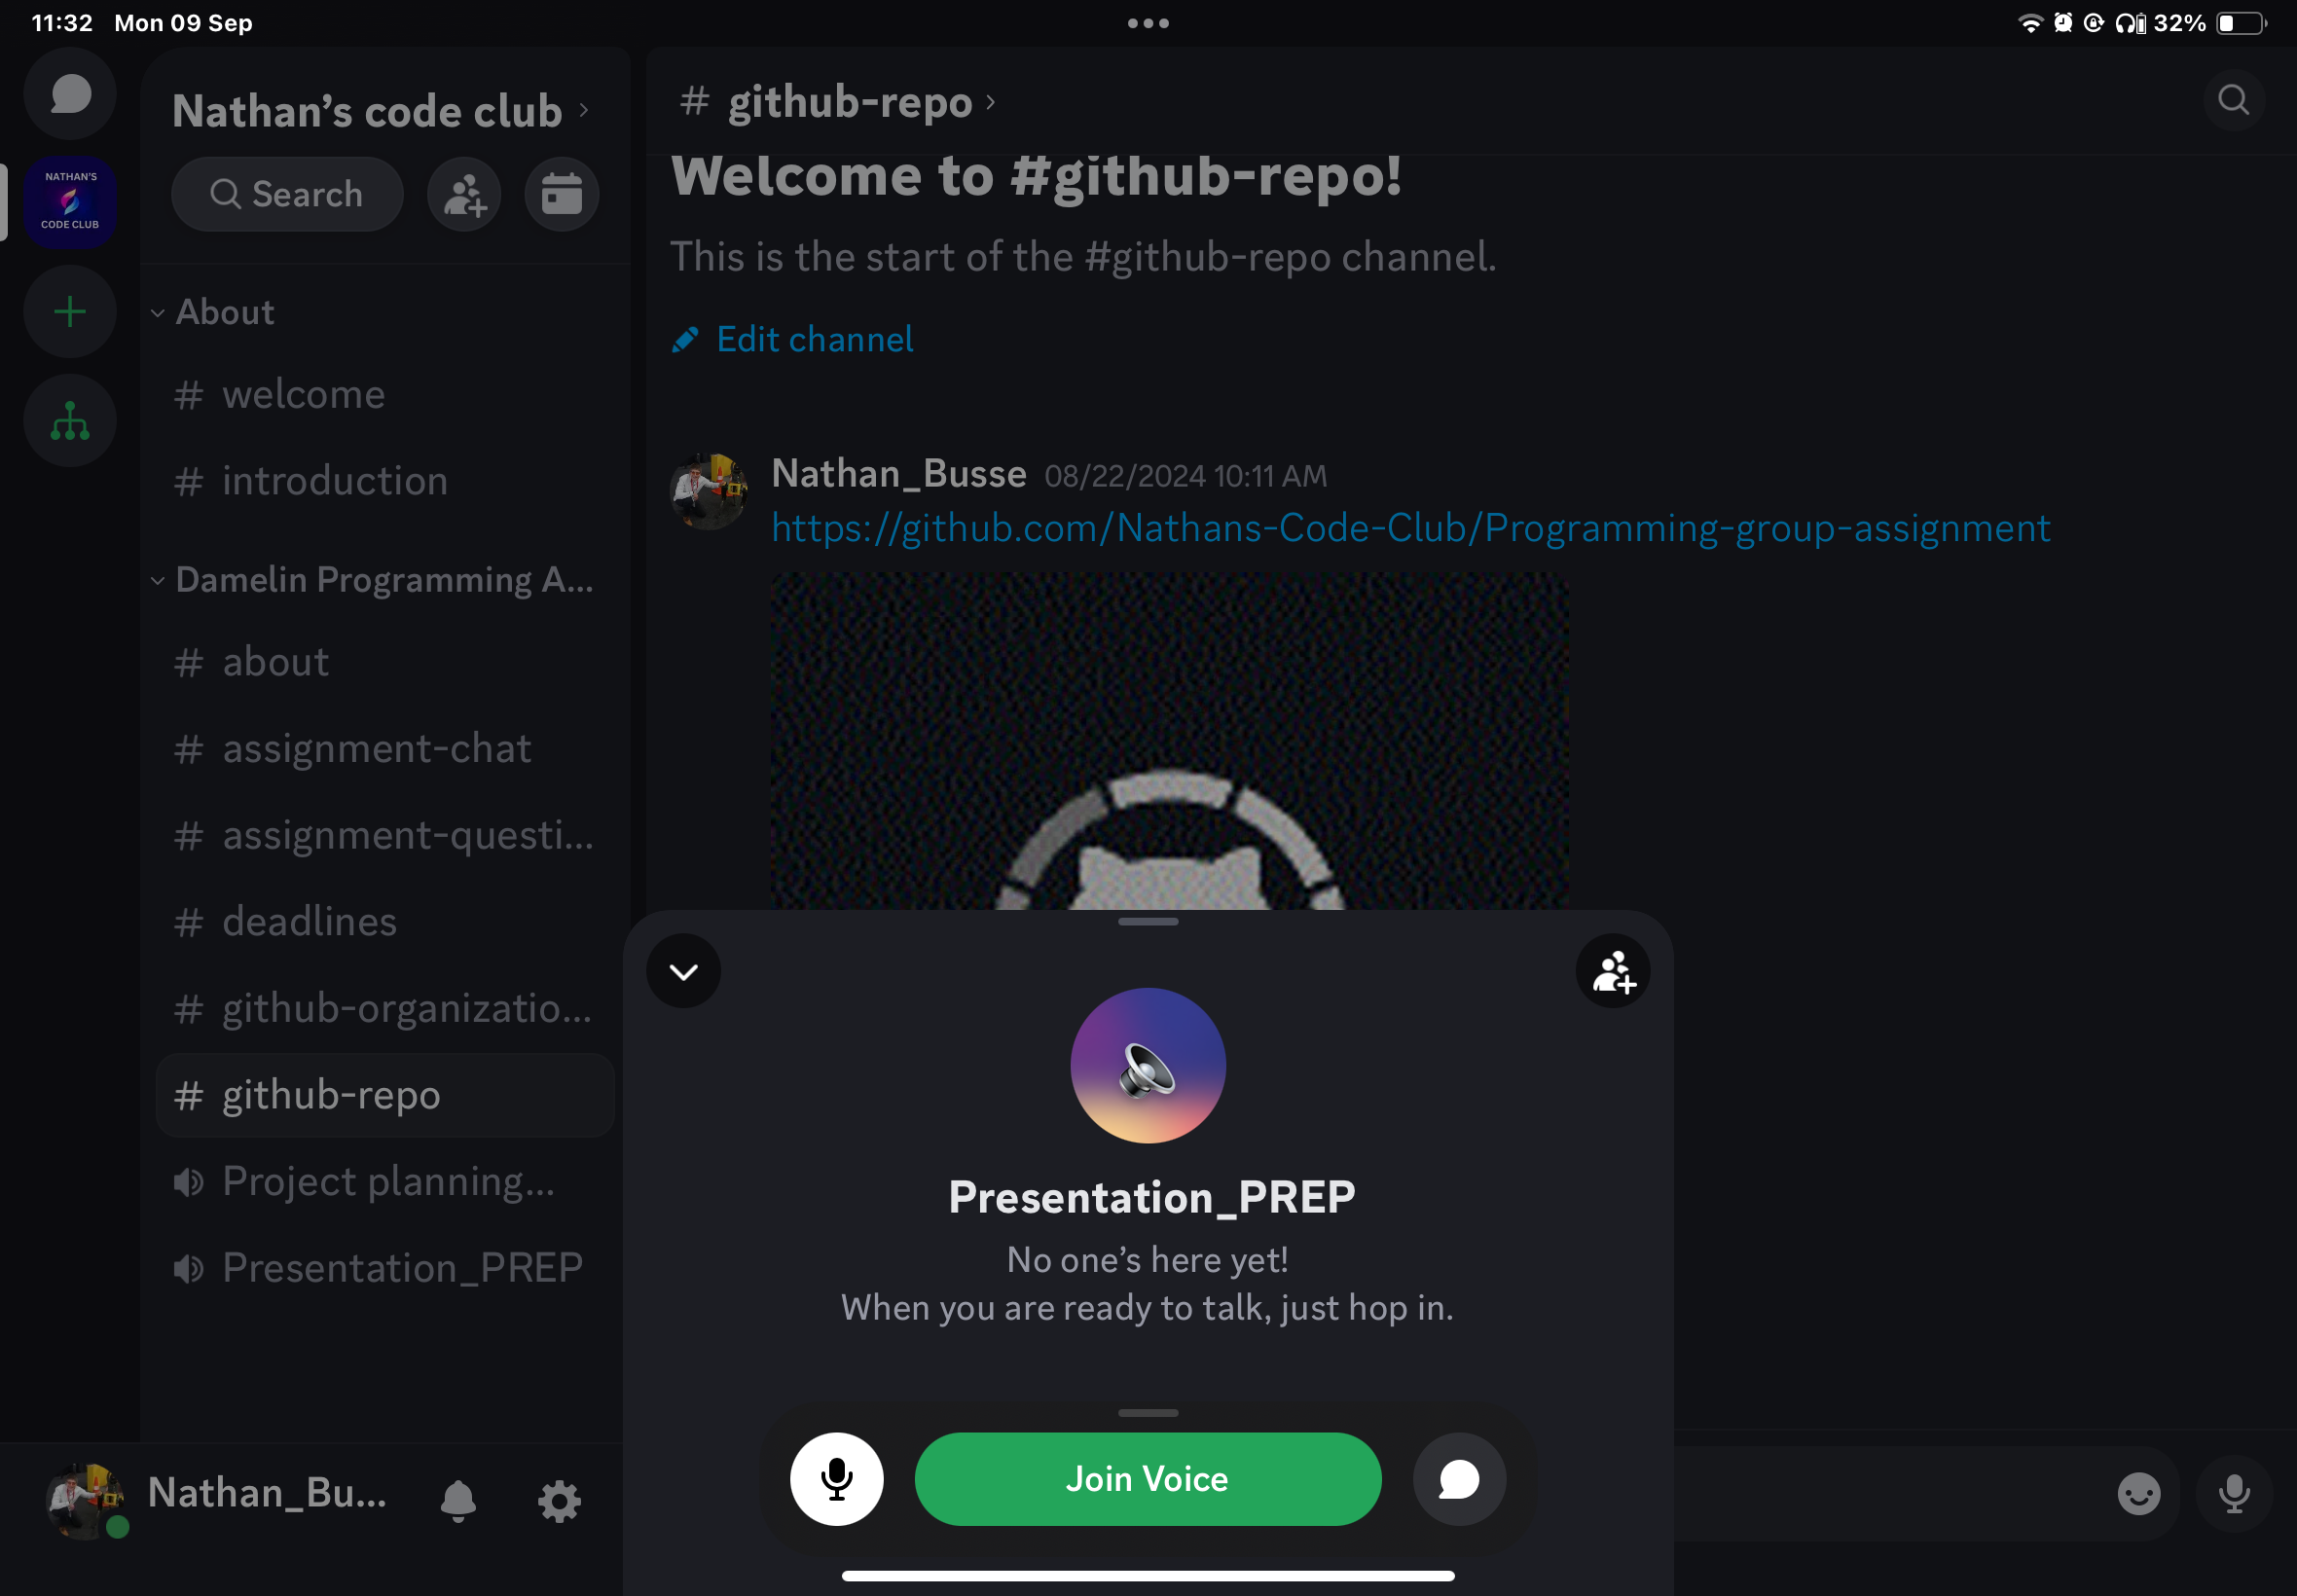 11:32 Mon 09 Sep
32%
NATHAN'S
CODE CLUB
Nathan’s code club
Search
About
# welcome
# introduction
Damelin Programming A...
# about
# assignment-chat
# assignment-questi...
# deadlines
# github-organizatio...
# github-repo
Project planning...
Presentation_PREP
Nathan_Bu...
# github-repo
Welcome to #github-repo!
This is the start of the #github-repo channel.
Edit channel
Nathan_Busse 08/22/2024 10:11 AM
https://github.com/Nathans-Code-Club/Programming-group-assignment
Presentation_PREP
No one’s here yet!
When you are ready to talk, just hop in.
Join Voice